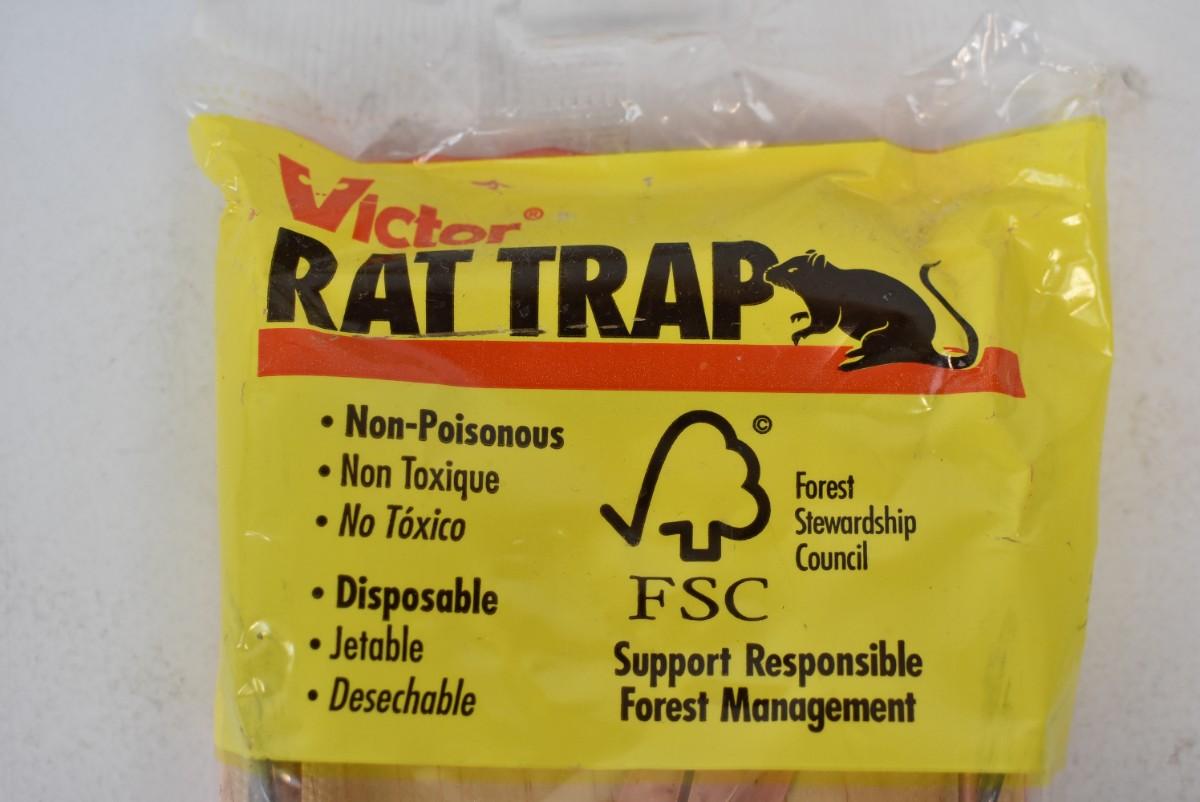 Victor®
RAT TRAP
• Non-Poisonous
• Non Toxique
• No Tóxico
• Disposable
• Jetable
• Desechable
©
Forest
Stewardship
Council
FSC
Support Responsible
Forest Management